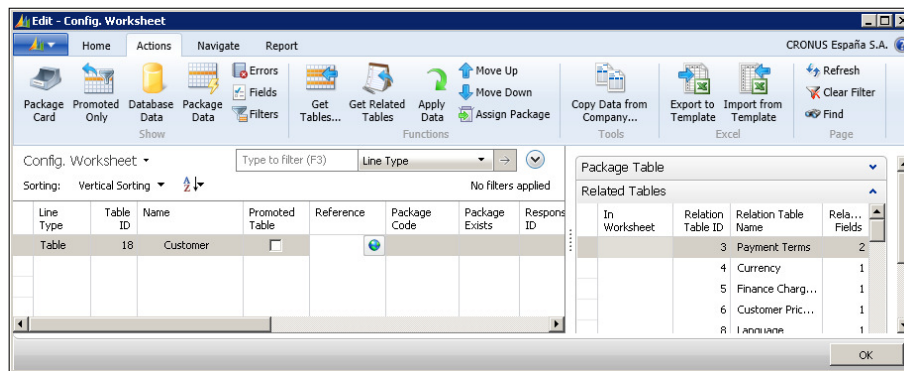 Edit - Config. Worksheet
Home Actions Navigate Report CRONUS España S.A.
Package Card
Promoted Only
Database Data
Package Data
Errors
Fields
Filters
Show
Get Tables...
Get Related Tables
Apply Data
Move Up
Move Down
Assign Package
Functions
Copy Data from Company...
Tools
Export to Template
Import from Template
Excel
Refresh
Clear Filter
Find
Page
Config. Worksheet
Type to filter (F3) Line Type
Sorting: Vertical Sorting No filters applied
Line Type Table ID Name Promoted Table Reference Package Code Package Exists Respons ID
Table 18 Customer
Package Table
Related Tables
In Worksheet Relation Table ID Relation Table Name Rela... Fields
3 Payment Terms 2
4 Currency 1
5 Finance Charg... 1
6 Customer Pric... 1
8 Language 1
OK